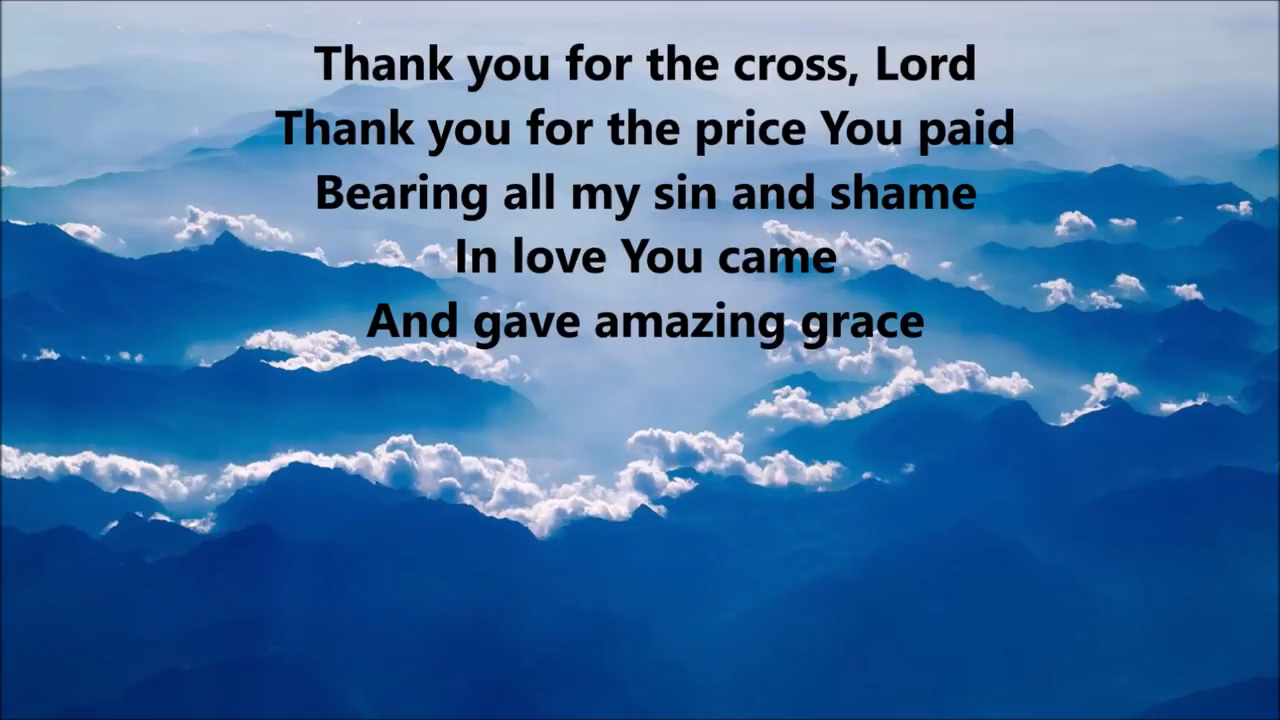 Thank you for the cross, Lord
Thank you for the price You paid
Bearing all my sin and shame
In love You came
And gave amazing grace